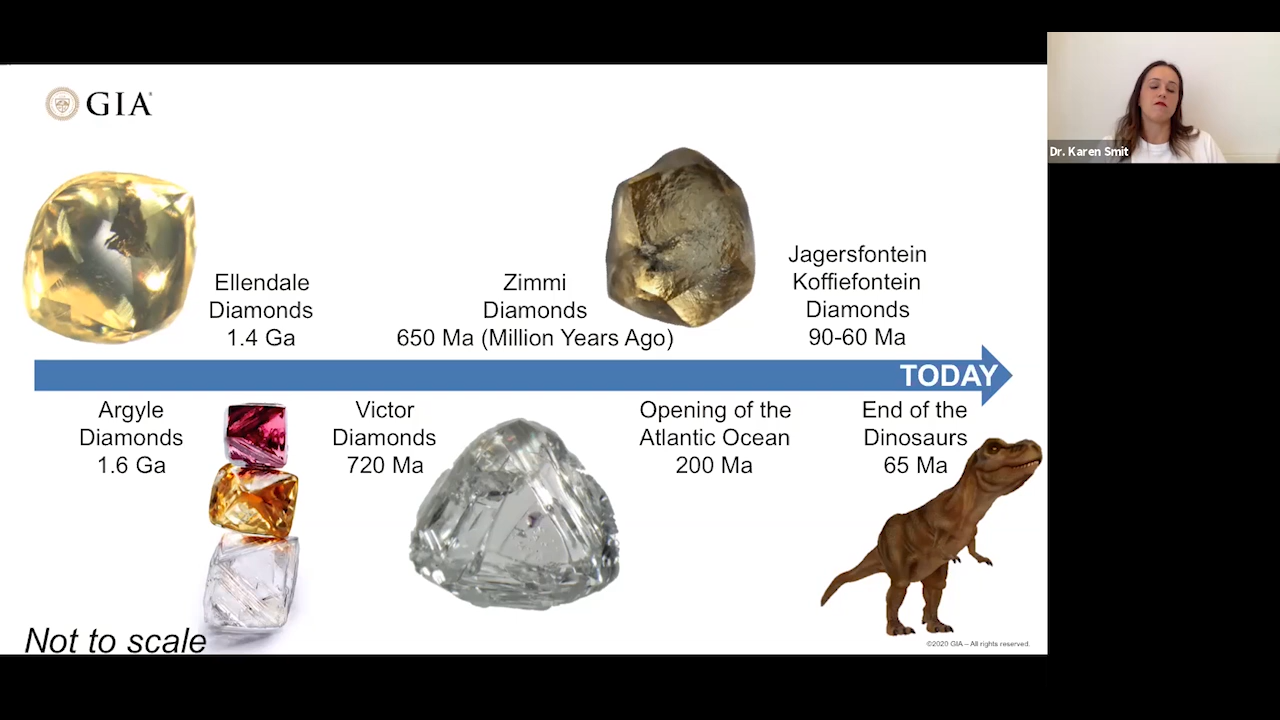 GIA
Dr. Karen Smit
Ellendale
Diamonds
1.4 Ga
Zimmi
Diamonds
650 Ma (Million Years Ago)
Jagersfontein
Koffiefontein
Diamonds
90-60 Ma
TODAY
Argyle
Diamonds
1.6 Ga
Victor
Diamonds
720 Ma
Opening of the
Atlantic Ocean
200 Ma
End of the
Dinosaurs
65 Ma
Not to scale
©2020 GIA – All rights reserved.